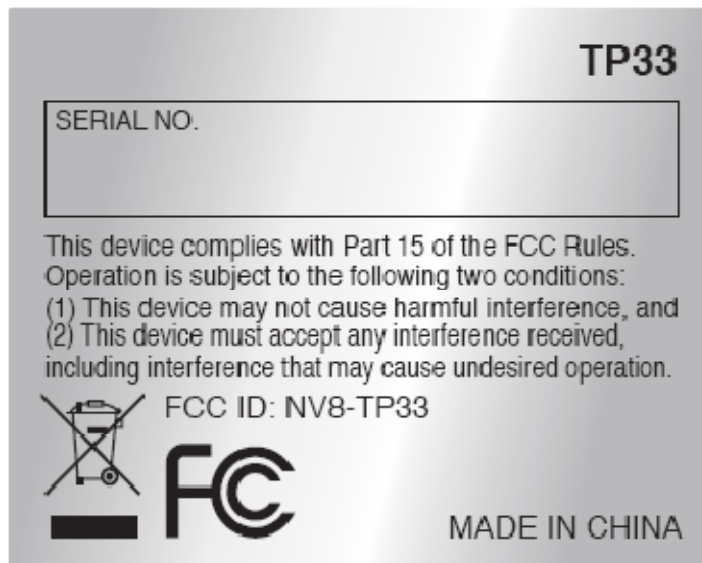 TP33
SERIAL NO.
This device complies with Part 15 of the FCC Rules.
Operation is subject to the following two conditions:
(1) This device may not cause harmful interference, and
(2) This device must accept any interference received,
including interference that may cause undesired operation.
FCC ID: NV8-TP33
FC
MADE IN CHINA